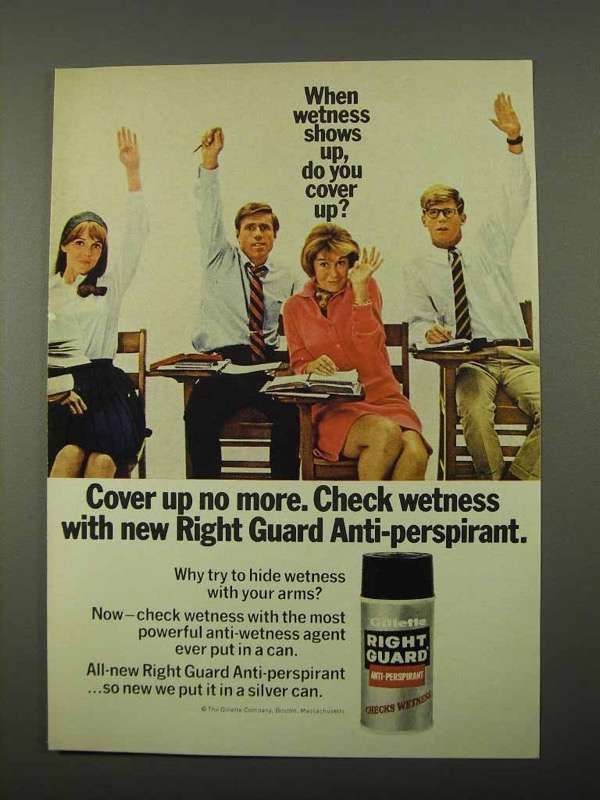 When
wetness
shows
up,
do you
cover
up?
Cover up no more. Check wetness
with new Right Guard Anti-perspirant.
Why try to hide wetness
with your arms?
Now–check wetness with the most
powerful anti-wetness agent
ever put in a can.
All-new Right Guard Anti-perspirant
...so new we put it in a silver can.
© The Gillette Company, Boston, Massachusetts
Gillette
RIGHT
GUARD
ANTI-PERSPIRANT
CHECKS WETNESS